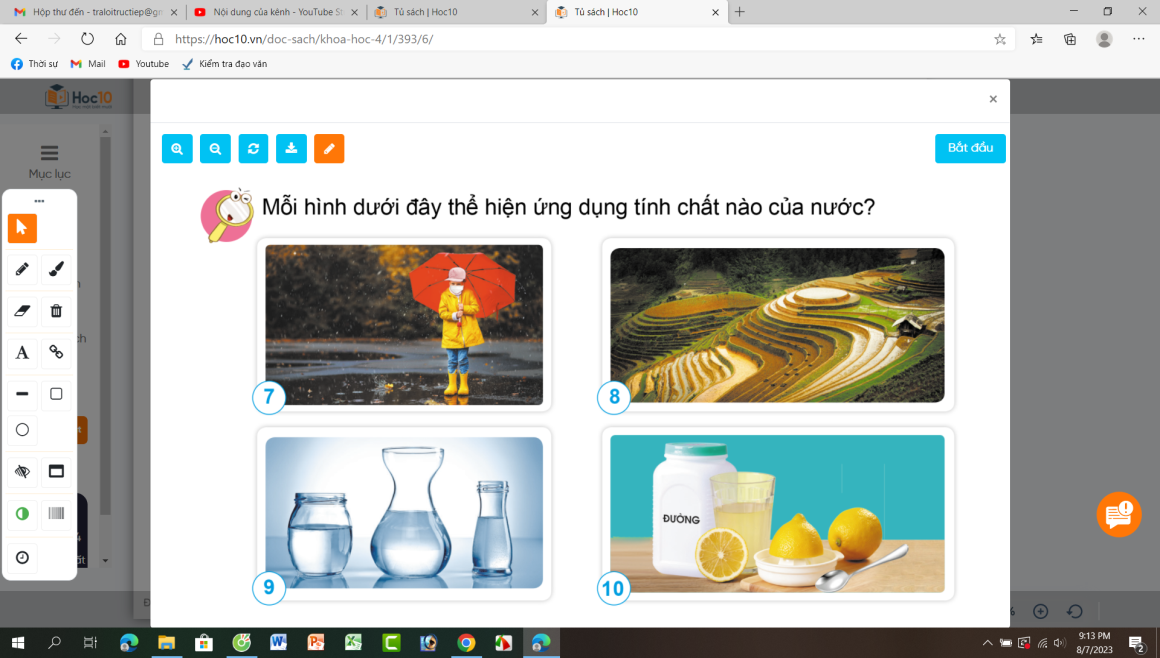 Hộp thư đến - traloitructiep@gm
Nội dung của kênh - YouTube St
Tủ sách | Hoc10
Tủ sách | Hoc10
https://hoc10.vn/doc-sach/khoa-hoc-4/1/393/6/
Thời sự
Mail
Youtube
Kiểm tra đạo văn
Hoc10
Mục lục
Bắt đầu
Mỗi hình dưới đây thể hiện ứng dụng tính chất nào của nước?
7
8
9
ĐƯỜNG
10
9:13 PM
8/7/2023
2